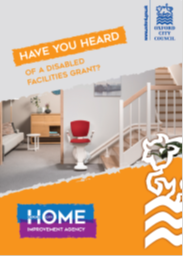 HAVE YOU HEARD
OF A DISABLED
FACILITIES GRANT?
OXFORD
CITY
COUNCIL
HOME
IMPROVEMENT AGENCY